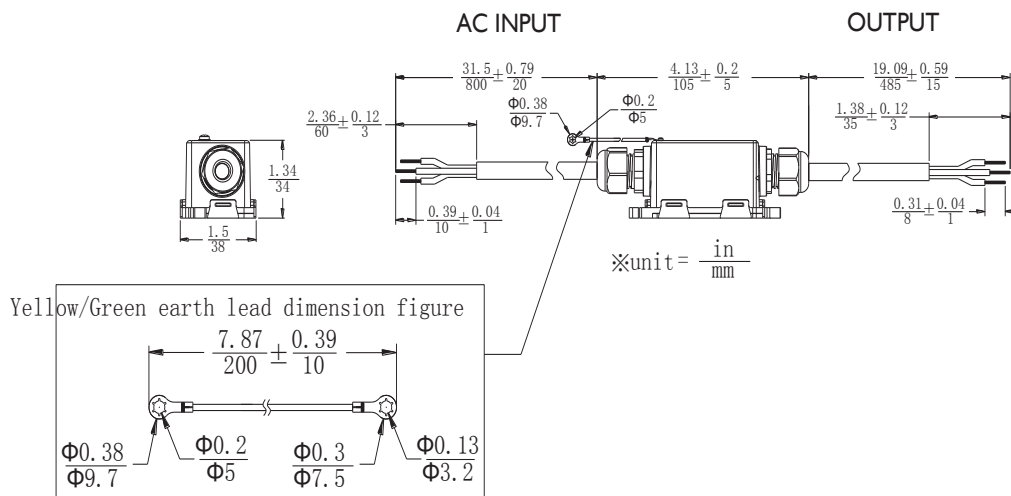 AC INPUT
OUTPUT
31.5/800 ± 0.79/20
4.13/105 ± 0.2/5
19.09/485 ± 0.59/15
2.36/60 ± 0.12/3
Φ0.38/Φ9.7
Φ0.2/Φ5
1.38/35 ± 0.12/3
1.34/34
0.39/10 ± 0.04/1
0.31/8 ± 0.04/1
1.5/38
※unit= in/mm
Yellow/Green earth lead dimension figure
7.87/200 ± 0.39/10
Φ0.38/Φ9.7
Φ0.2/Φ5
Φ0.3/Φ7.5
Φ0.13/Φ3.2